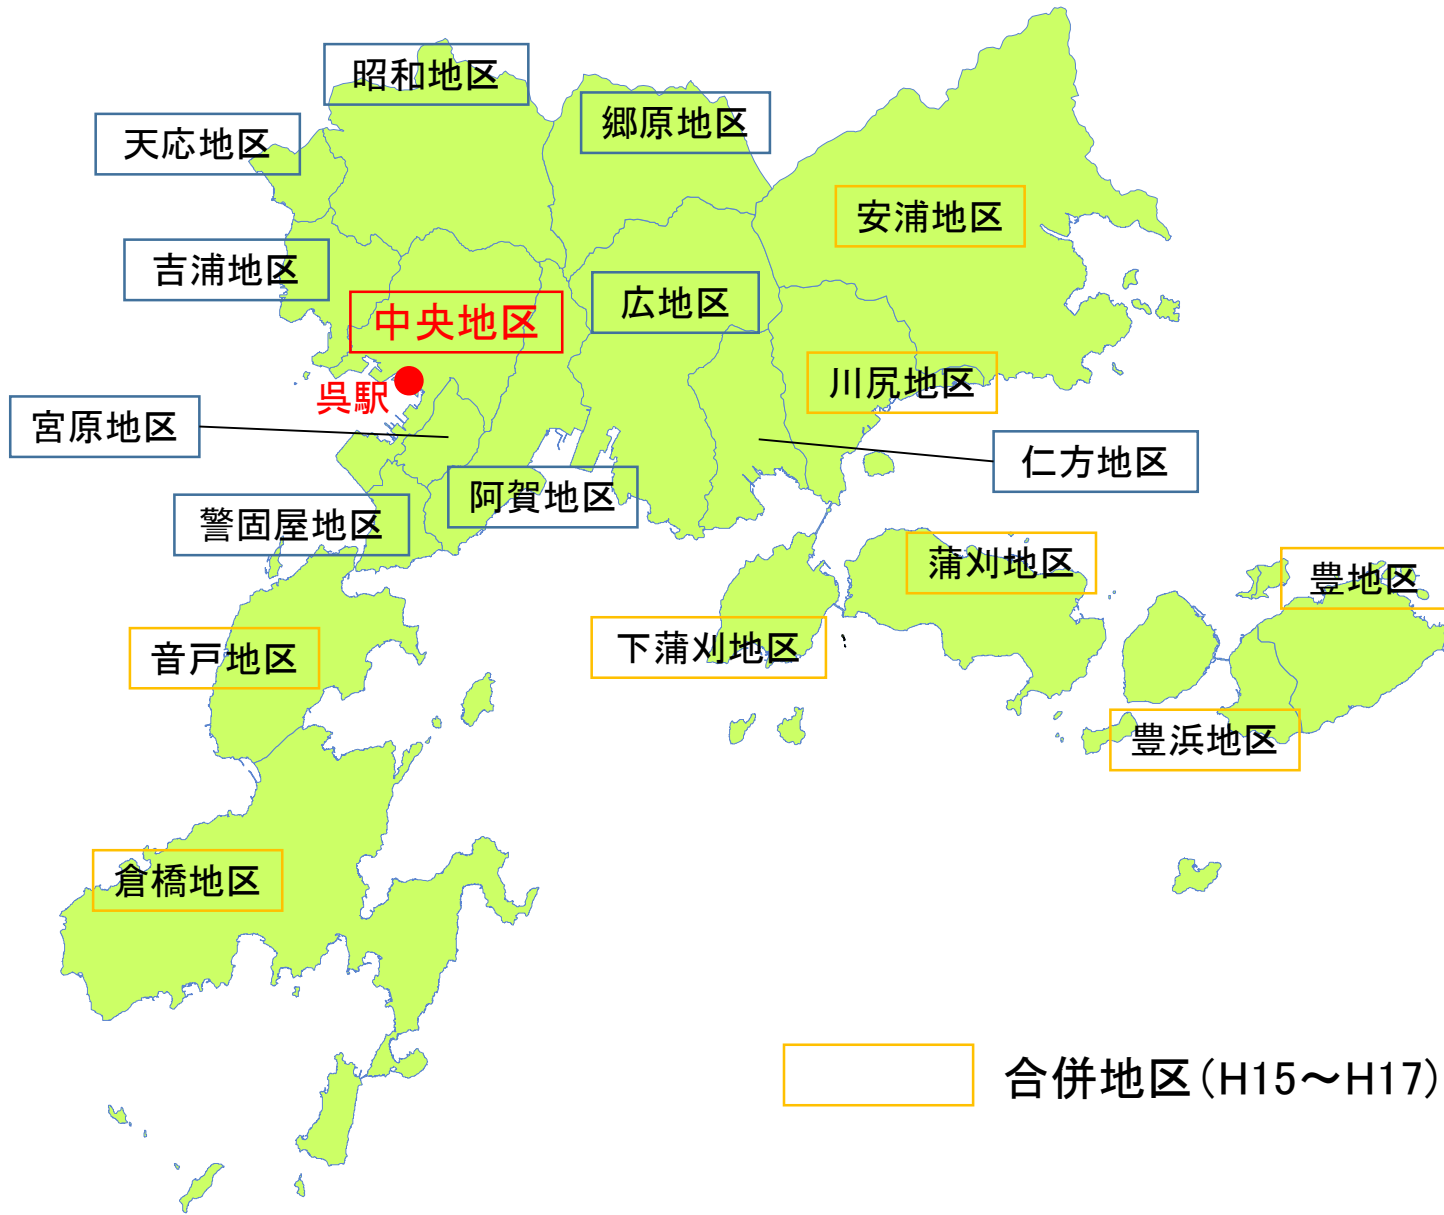 昭和地区
郷原地区
天応地区
安浦地区
吉浦地区
広地区
中央地区
川尻地区
呉駅
宮原地区
仁方地区
阿賀地区
警固屋地区
蒲刈地区
豊地区
下蒲刈地区
音戸地区
豊浜地区
倉橋地区
合併地区(H15～H17)